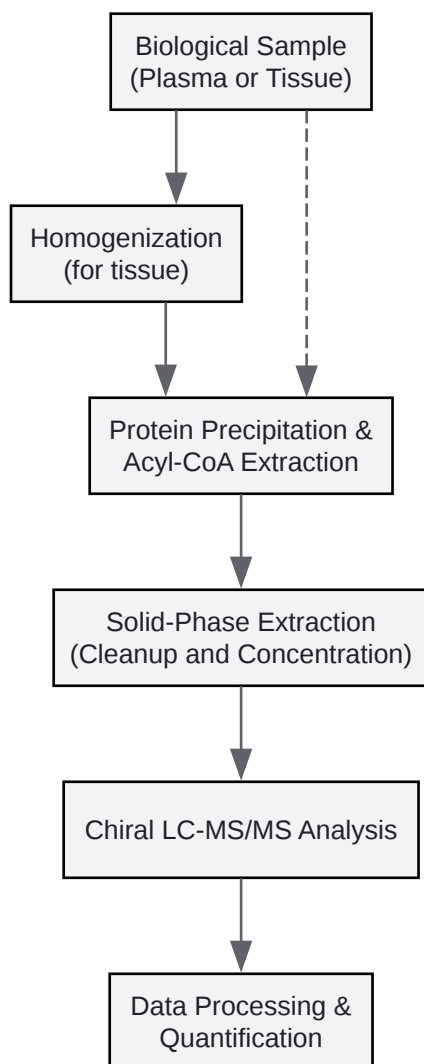 Biological Sample
(Plasma or Tissue)
Homogenization
(for tissue)
Protein Precipitation &
Acyl-CoA Extraction
Solid-Phase Extraction
(Cleanup and Concentration)
Chiral LC-MS/MS Analysis
Data Processing &
Quantification